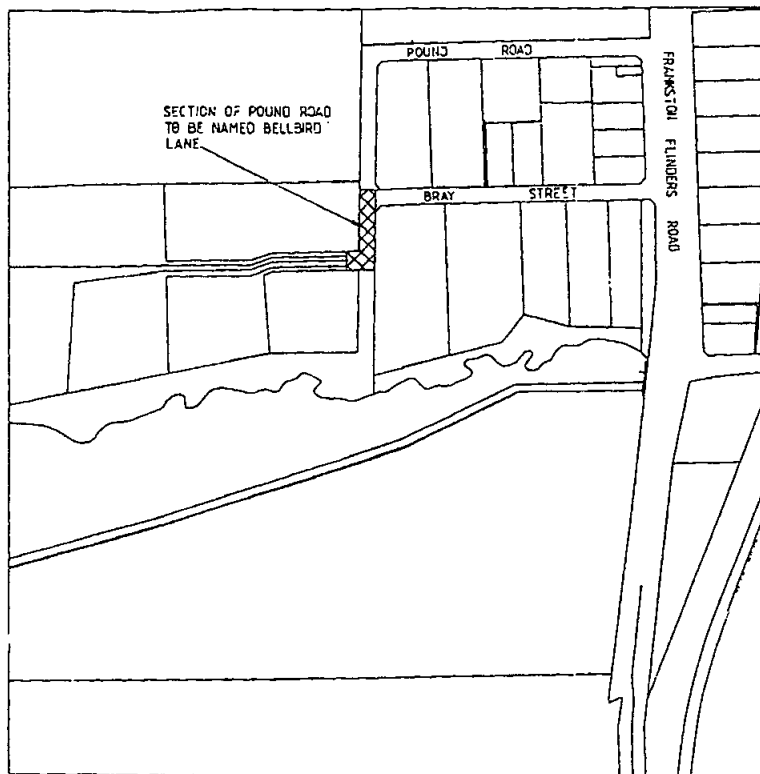 POUND ROAD
SECTION OF POUND ROAD
TO BE NAMED BELLBIRD
LANE
BRAY STREET
FRANKSTON FLINDERS ROAD